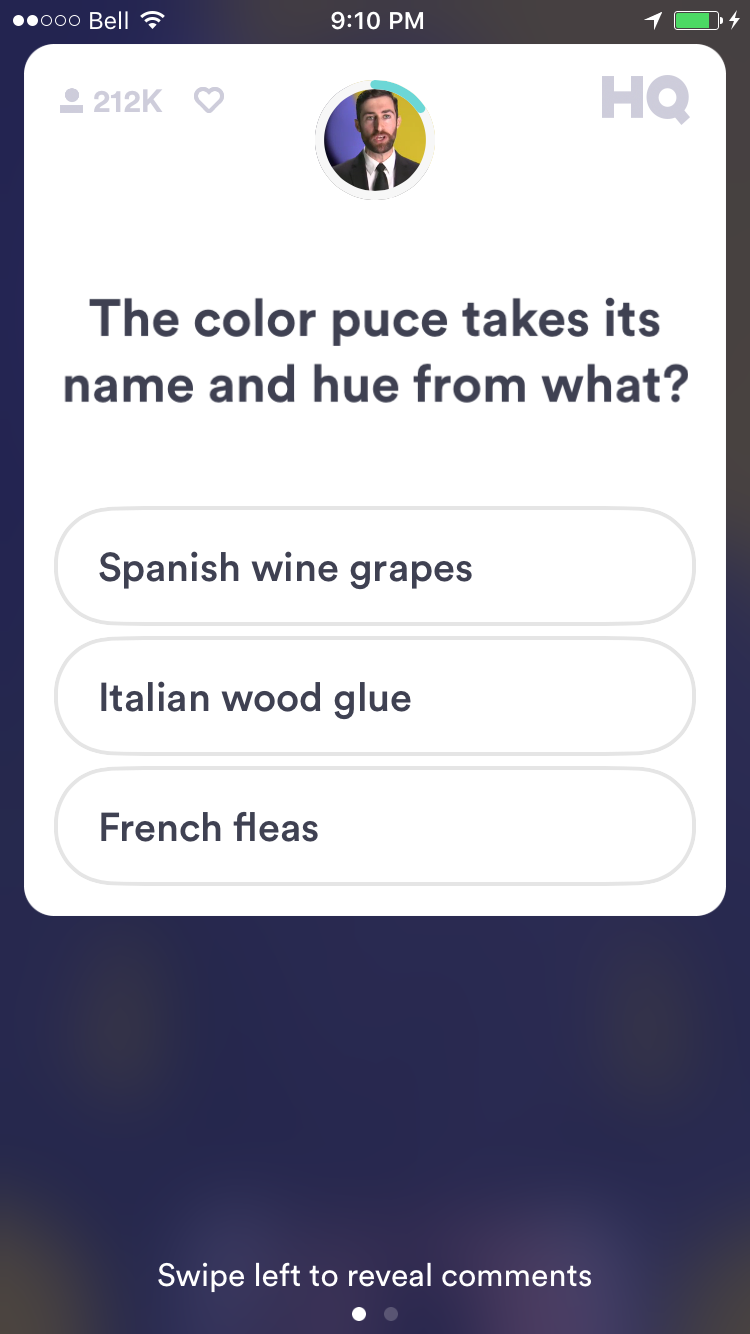 Bell 9:10 PM
212K HQ
The color puce takes its
name and hue from what?
Spanish wine grapes
Italian wood glue
French fleas
Swipe left to reveal comments